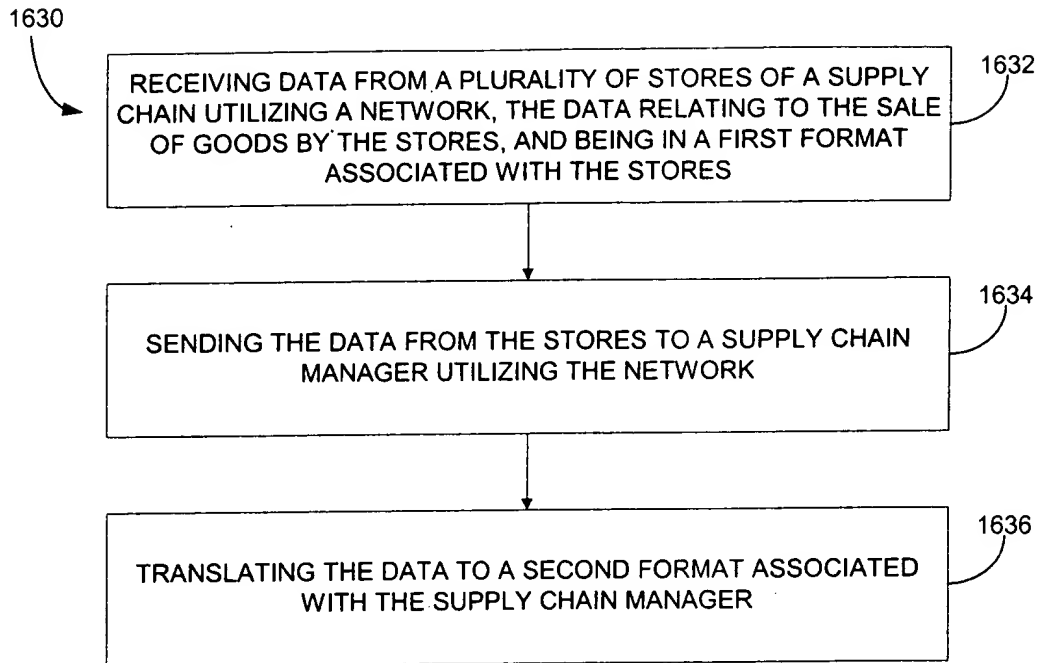 1630
RECEIVING DATA FROM A PLURALITY OF STORES OF A SUPPLY
CHAIN UTILIZING A NETWORK, THE DATA RELATING TO THE SALE
OF GOODS BY THE STORES, AND BEING IN A FIRST FORMAT
ASSOCIATED WITH THE STORES
1632
SENDING THE DATA FROM THE STORES TO A SUPPLY CHAIN
MANAGER UTILIZING THE NETWORK
1634
TRANSLATING THE DATA TO A SECOND FORMAT ASSOCIATED
WITH THE SUPPLY CHAIN MANAGER
1636